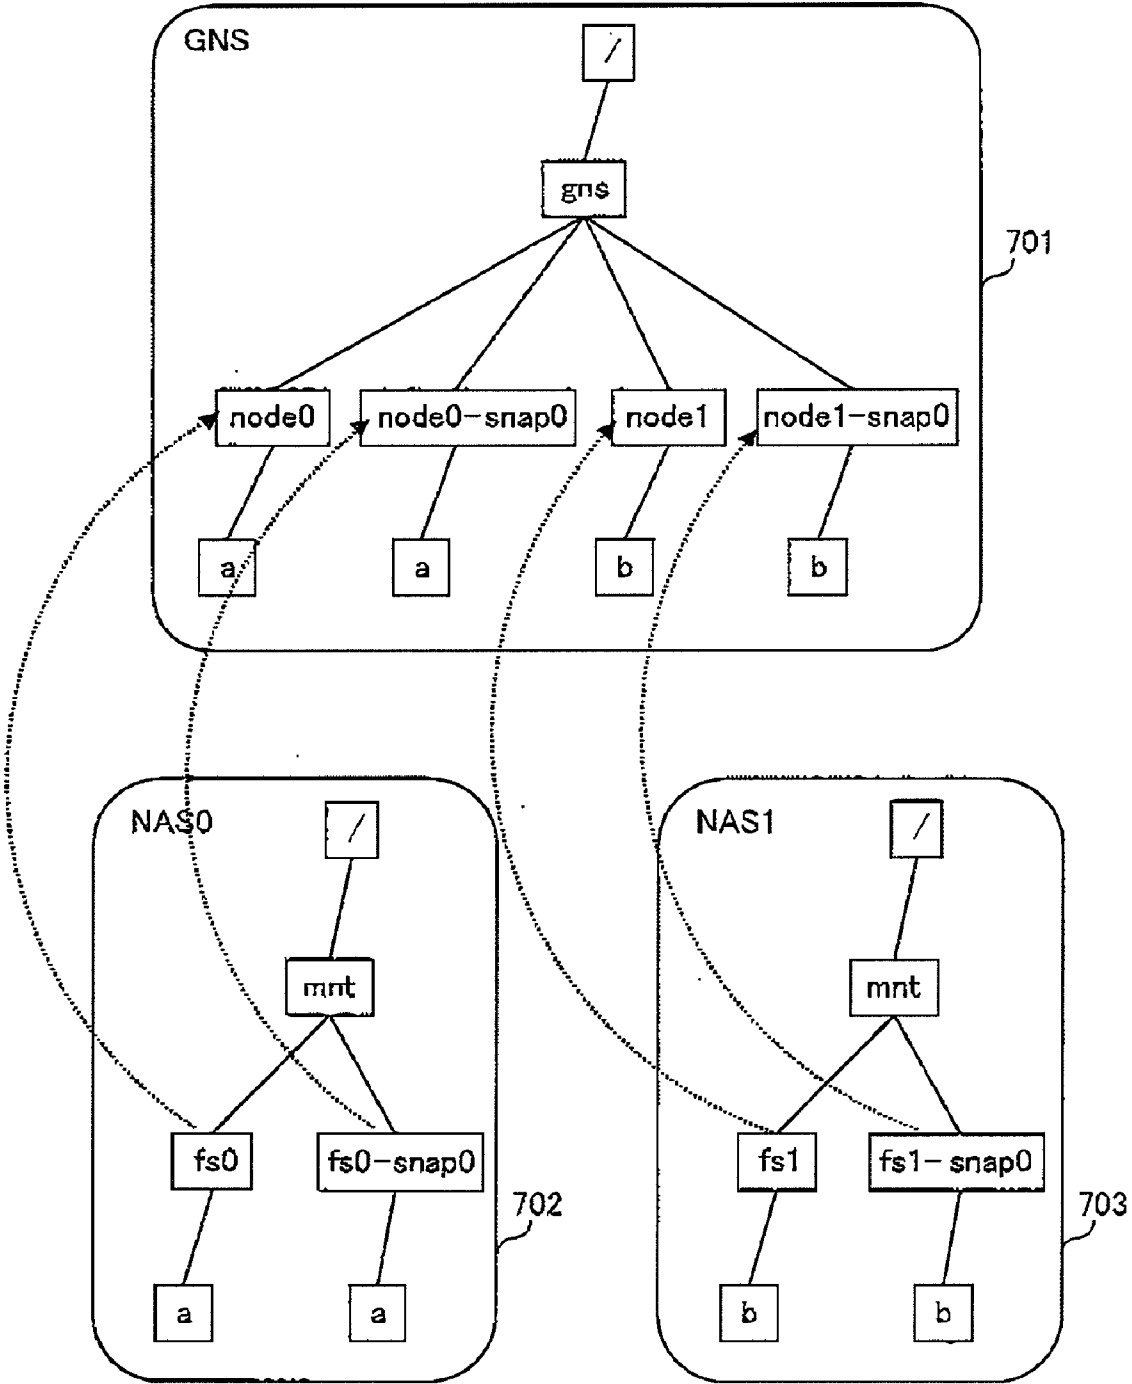 GNS
/
gns
701
node0
node0-snap0
node1
node1-snap0
a
a
b
b
NAS0
/
NAS1
/
mnt
mnt
fs0
fs0-snap0
fs1
fs1-snap0
702
703
a
a
b
b